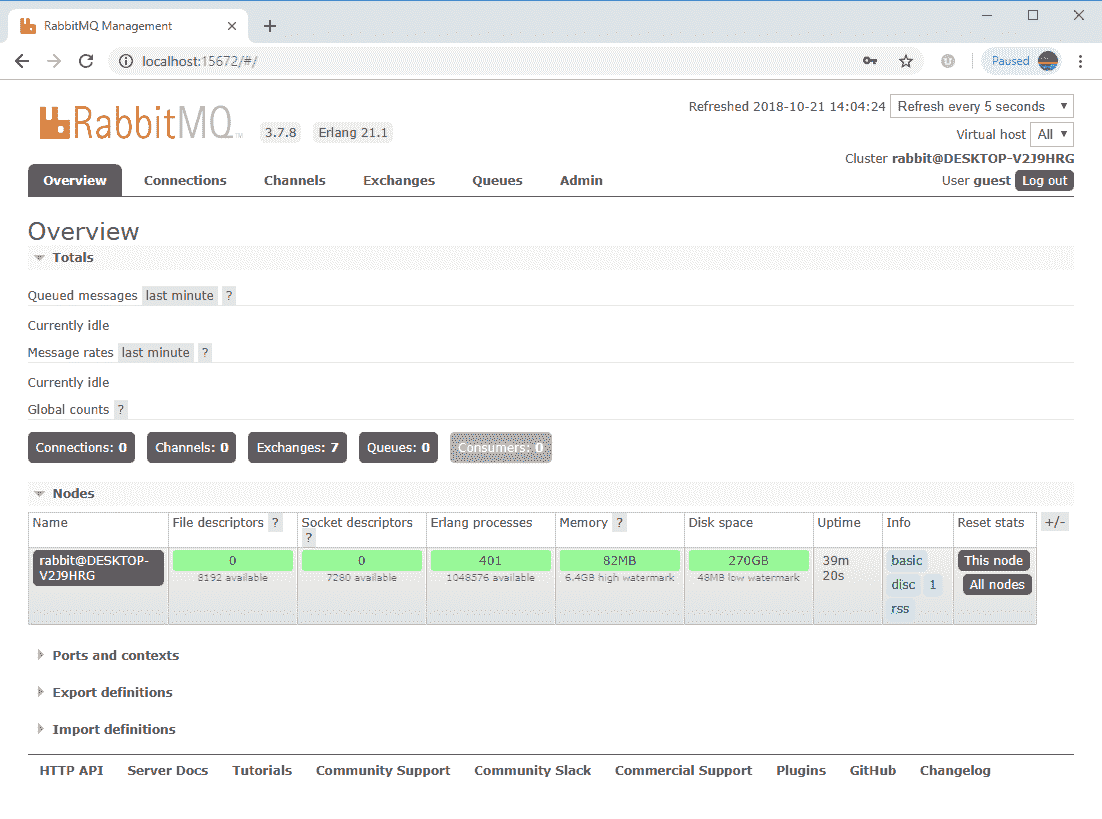 RabbitMQ Management
localhost:15672/#/
Paused
Refreshed 2018-10-21 14:04:24 Refresh every 5 seconds
RabbitMQ TM 3.7.8 Erlang 21.1
Virtual host All
Cluster rabbit@DESKTOP-V2J9HRG
Overview Connections Channels Exchanges Queues Admin
User guest Log out
Overview
Totals
Queued messages last minute ?
Currently idle
Message rates last minute ?
Currently idle
Global counts ?
Connections: 0 Channels: 0 Exchanges: 7 Queues: 0 Consumers: 0
Nodes
Name File descriptors ? Socket descriptors ? Erlang processes Memory ? Disk space Uptime Info Reset stats +/-
rabbit@DESKTOP-V2J9HRG 0 0 401 82MB 270GB 39m 20s basic This node
8192 available 7280 available 1048576 available 6.4GB high watermark 48MB low watermark disc 1 All nodes
rss
Ports and contexts
Export definitions
Import definitions
HTTP API Server Docs Tutorials Community Support Community Slack Commercial Support Plugins GitHub Changelog